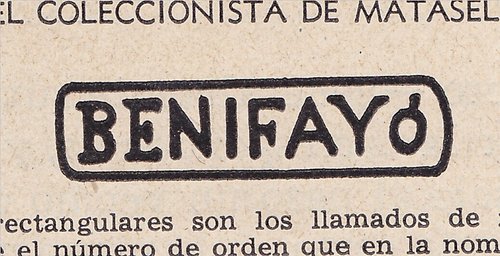 EL COLECCIONISTA DE MATASEL
BENIFAYÓ
rectangulares son los llamados de
el número de orden que en la nom